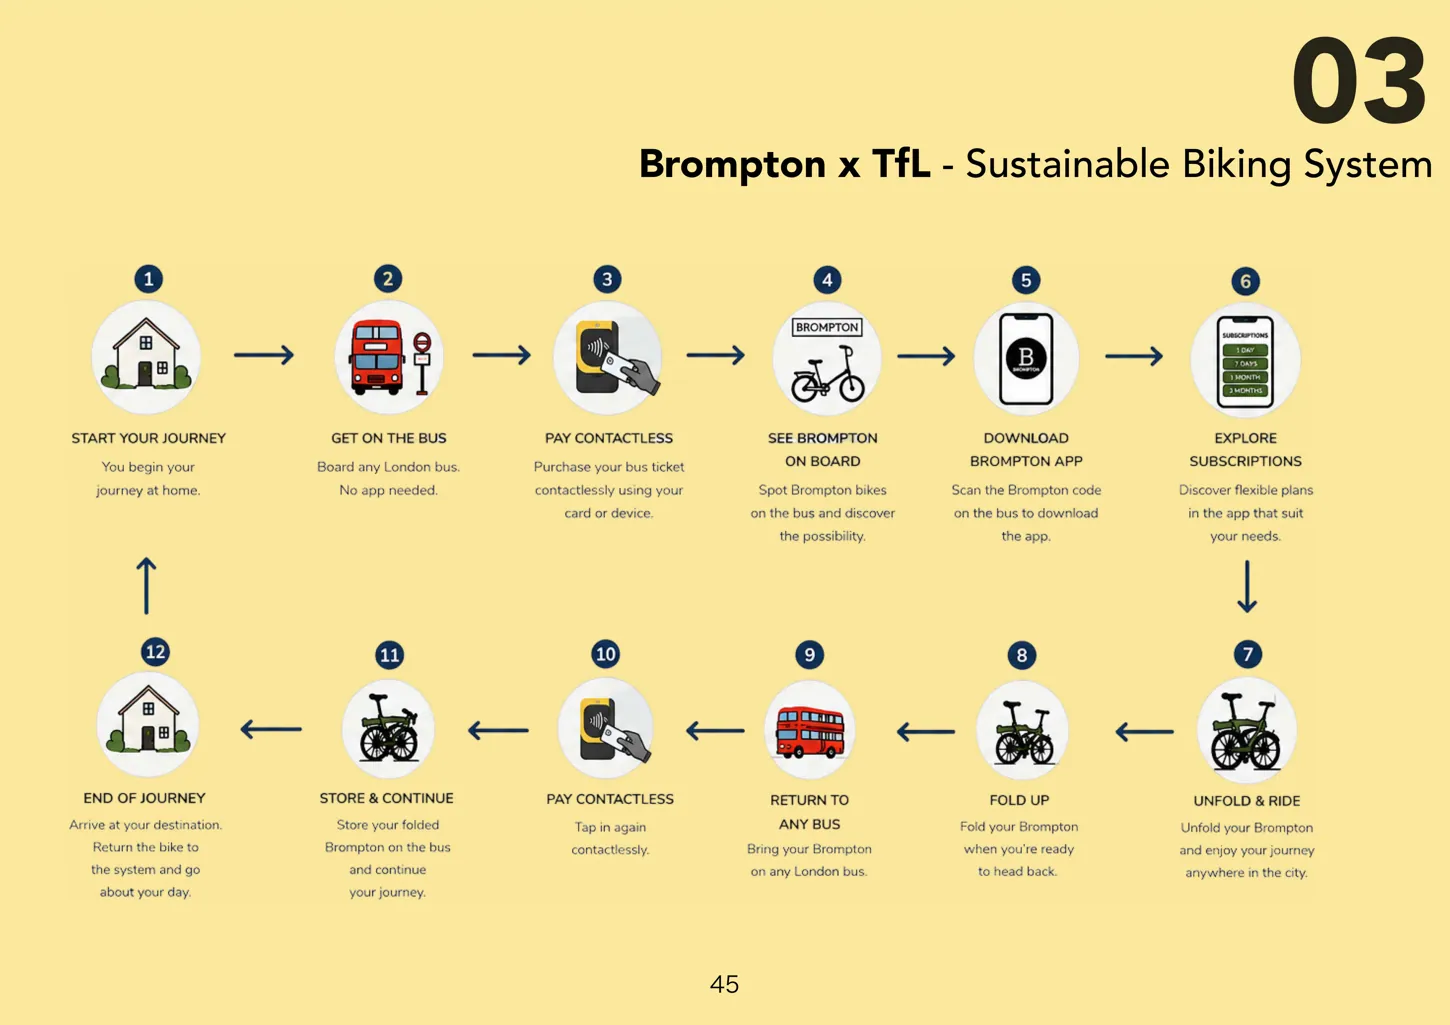 03
Brompton x TfL - Sustainable Biking System
1
START YOUR JOURNEY
You begin your
journey at home.
2
GET ON THE BUS
Board any London bus.
No app needed.
3
PAY CONTACTLESS
Purchase your bus ticket
contactlessly using your
card or device.
4
BROMPTON
SEE BROMPTON
ON BOARD
Spot Brompton bikes
on the bus and discover
the possibility.
5
B
BROMPTON
DOWNLOAD
BROMPTON APP
Scan the Brompton code
on the bus to download
the app.
6
SUBSCRIPTIONS
1 DAY
7 DAYS
1 MONTH
3 MONTHS
EXPLORE
SUBSCRIPTIONS
Discover flexible plans
in the app that suit
your needs.
7
UNFOLD & RIDE
Unfold your Brompton
and enjoy your journey
anywhere in the city.
8
FOLD UP
Fold your Brompton
when you're ready
to head back.
9
RETURN TO
ANY BUS
Bring your Brompton
on any London bus.
10
PAY CONTACTLESS
Tap in again
contactlessly.
11
STORE & CONTINUE
Store your folded
Brompton on the bus
and continue
your journey.
12
END OF JOURNEY
Arrive at your destination.
Return the bike to
the system and go
about your day.
45